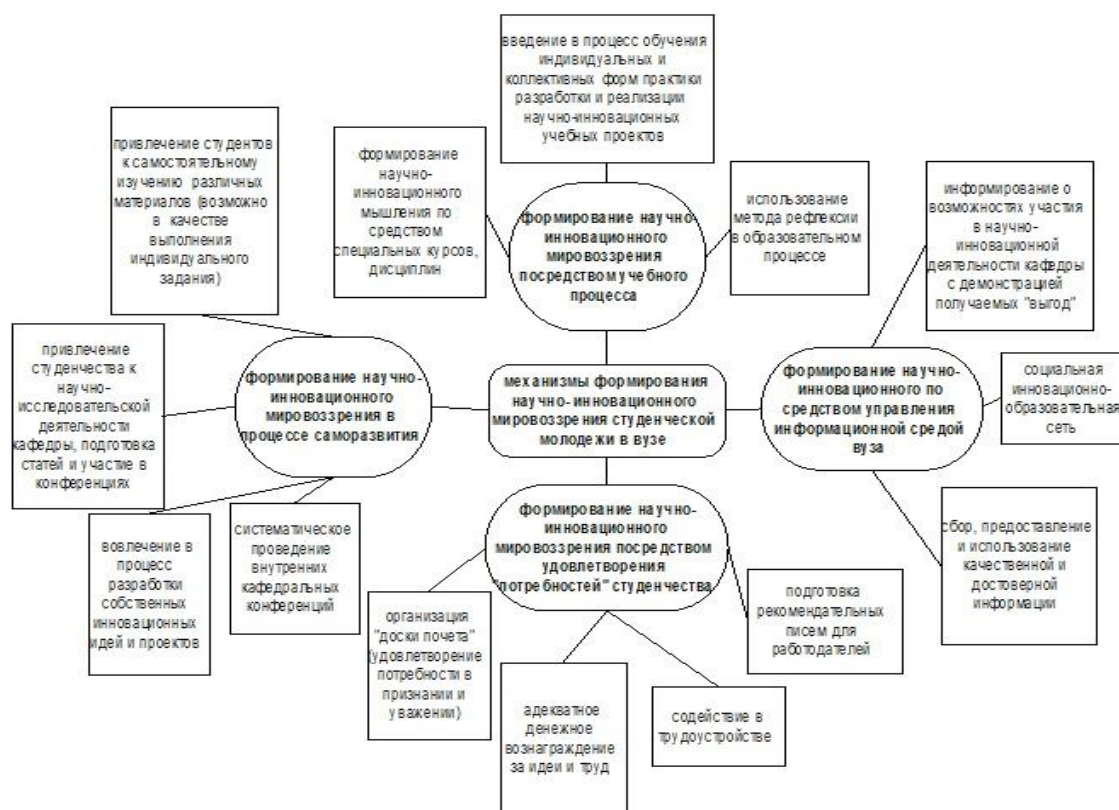 введение в процесс обучения
индивидуальных и
коллективных форм практики
разработки и реализации
научно-инновационных
учебных проектов
привлечение студентов
к самостоятельному
изучению различных
материалов (возможно
в качестве
выполнения
индивидуального
задания)
формирование
научно-
инновационного
мышления по
средством
специальных курсов,
дисциплин
формирование научно-
инновационного
мировоззрения
посредством учебного
процесса
использование
метода рефлексии
в образовательном
процессе
информирование о
возможностях участия
в научно-
инновационной
деятельности кафедры
с демонстрацией
получаемых "выгод"
привлечение
студенчества к
научно-
исследовательской
деятельности
кафедры, подготовка
статей и участие в
конференциях
формирование научно-
инновационного
мировоззрения в
процессе саморазвития
механизмы формирования
научно- инновационного
мировоззрения студенческой
молодежи в вузе
формирование научно-
инновационного по
средством управления
информационной средой
вуза
социальная
инновационно-
образовательная
сеть
вовлечение в
процесс
разработки
собственных
инновационных
идей и проектов
систематическое
проведение
внутренних
кафедральных
конференций
формирование научно-
инновационного
мировоззрения посредством
удовлетворения
"потребностей" студенчества
сбор, предоставление
и использование
качественной и
достоверной
информации
организация
"доски почета"
(удовлетворение
потребности в
признании и
уважении)
адекватное
денежное
вознаграждение
за идеи и труд
содействие в
трудоустройстве
подготовка
рекомендательных
писем для
работодателей